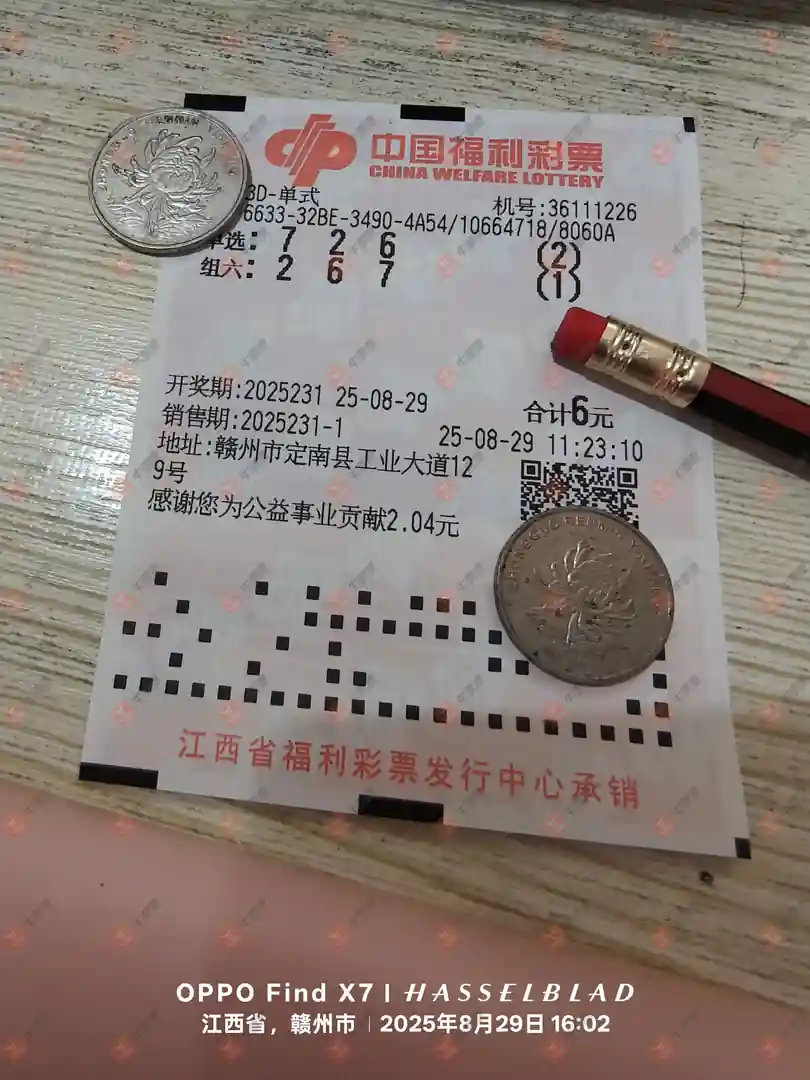 中国福利彩票
CHINA WELFARE LOTTERY
3D-单式
机号:36111226
6633-32BE-3490-4A54/10664718/8060A
单选: 7 2 6 (2)
组六: 2 6 7 (1)
开奖期:2025231 25-08-29
合计6元
销售期:2025231-1
25-08-29 11:23:10
地址:赣州市定南县工业大道12
9号
感谢您为公益事业贡献2.04元
江西省福利彩票发行中心承销
OPPO Find X7 | HASSELBLAD
江西省，赣州市 | 2025年8月29日 16:02